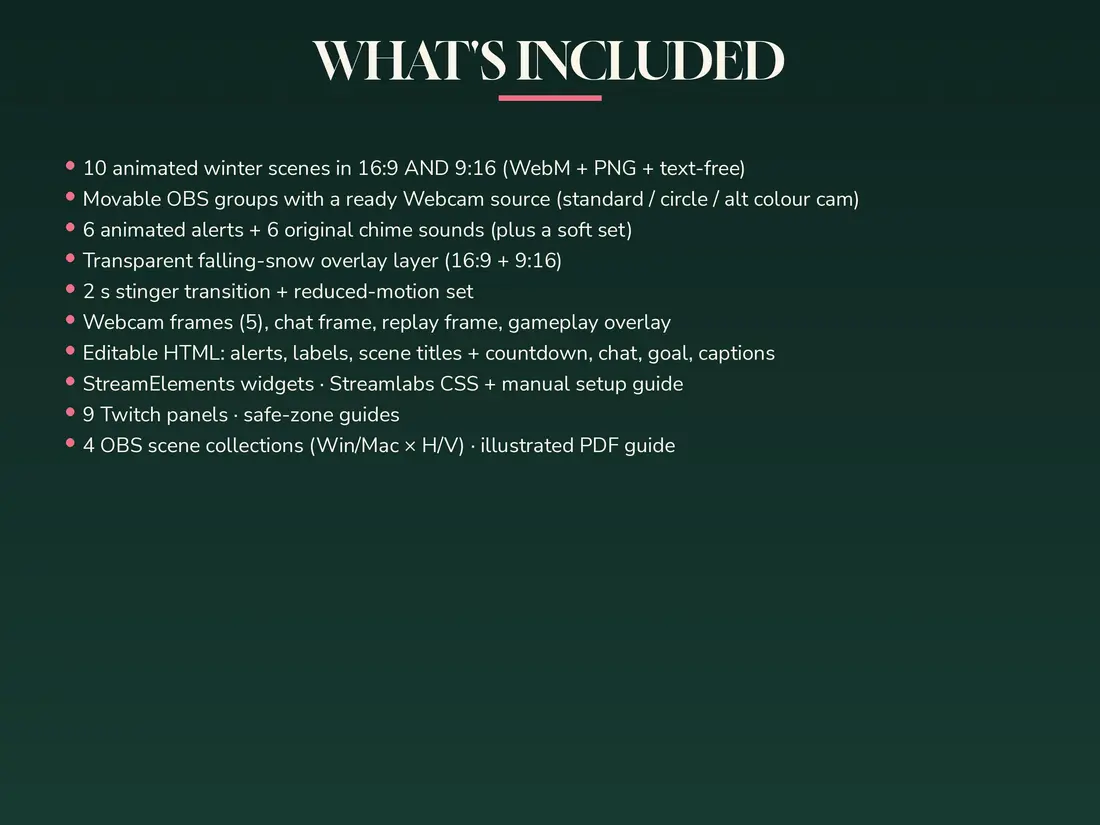 WHAT'S INCLUDED
• 10 animated winter scenes in 16:9 AND 9:16 (WebM + PNG + text-free)
• Movable OBS groups with a ready Webcam source (standard / circle / alt colour cam)
• 6 animated alerts + 6 original chime sounds (plus a soft set)
• Transparent falling-snow overlay layer (16:9 + 9:16)
• 2 s stinger transition + reduced-motion set
• Webcam frames (5), chat frame, replay frame, gameplay overlay
• Editable HTML: alerts, labels, scene titles + countdown, chat, goal, captions
• StreamElements widgets · Streamlabs CSS + manual setup guide
• 9 Twitch panels · safe-zone guides
• 4 OBS scene collections (Win/Mac × H/V) · illustrated PDF guide